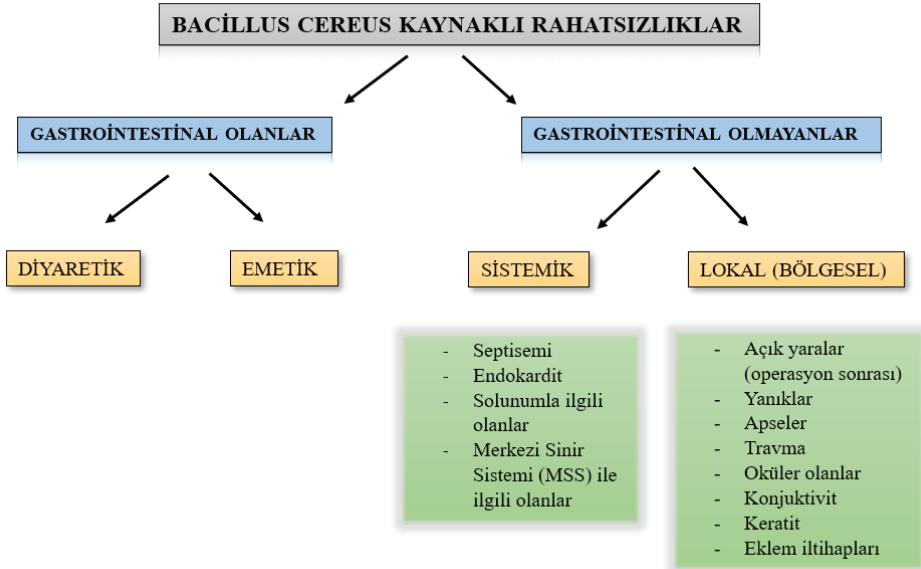 BACİLLUS CEREUS KAYNAKLI RAHATSIZLIKLAR
GASTROİNTESTİNAL OLANLAR
GASTROİNTESTİNAL OLMAYANLAR
DİYARETİK
EMETİK
SİSTEMİK
LOKAL (BÖLGESEL)
- Septisemi
- Endokardit
- Solunumla ilgili
olanlar
- Merkezi Sinir
Sistemi (MSS) ile
ilgili olanlar
- Açık yaralar
(operasyon sonrası)
- Yanıklar
- Apseler
- Travma
- Oküler olanlar
- Konjuktivit
- Keratit
- Eklem iltihapları